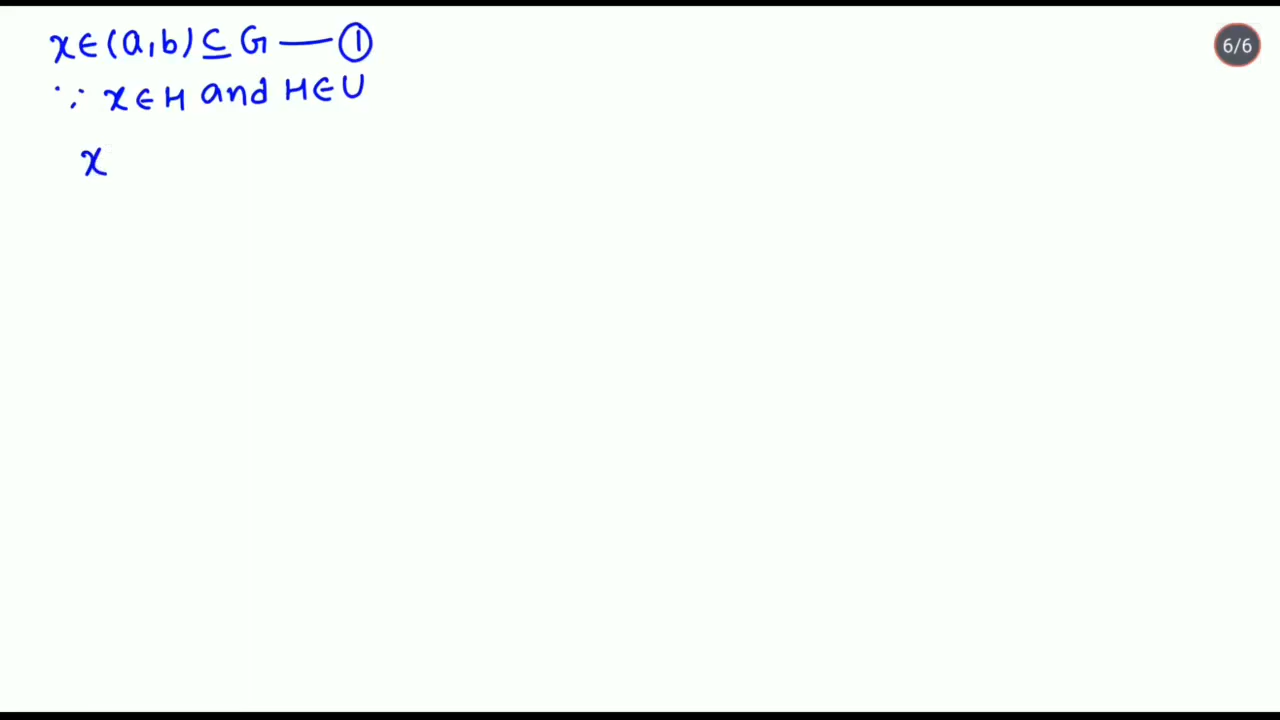 x∈(a,b)⊆G—①
6/6
∵ x∈H and H∈U
x